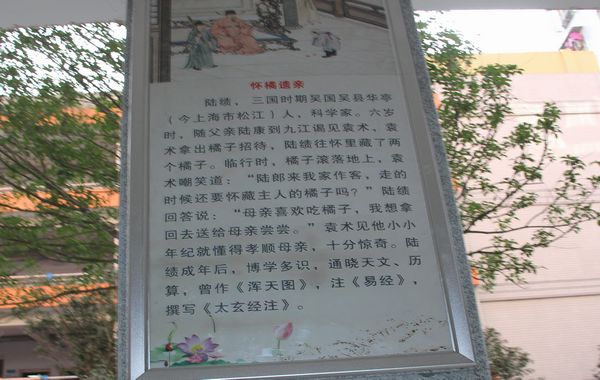 怀橘遗亲
陆绩，三国时期吴国吴县华亭
（今上海市松江）人，科学家。六岁
时，随父亲陆康到九江谒见袁术，袁
术拿出橘子招待，陆绩往怀里藏了两
个橘子。临行时，橘子滚落地上，袁
术嘲笑道：“陆郎来我家作客，走的
时候还要怀藏主人的橘子吗？”陆绩
回答说：“母亲喜欢吃橘子，我想拿
回去送给母亲尝尝。”袁术见他小小
年纪就懂得孝顺母亲，十分惊奇。陆
绩成年后，博学多识，通晓天文、历
算，曾作《浑天图》，注《易经》，
撰写《太玄经注》。